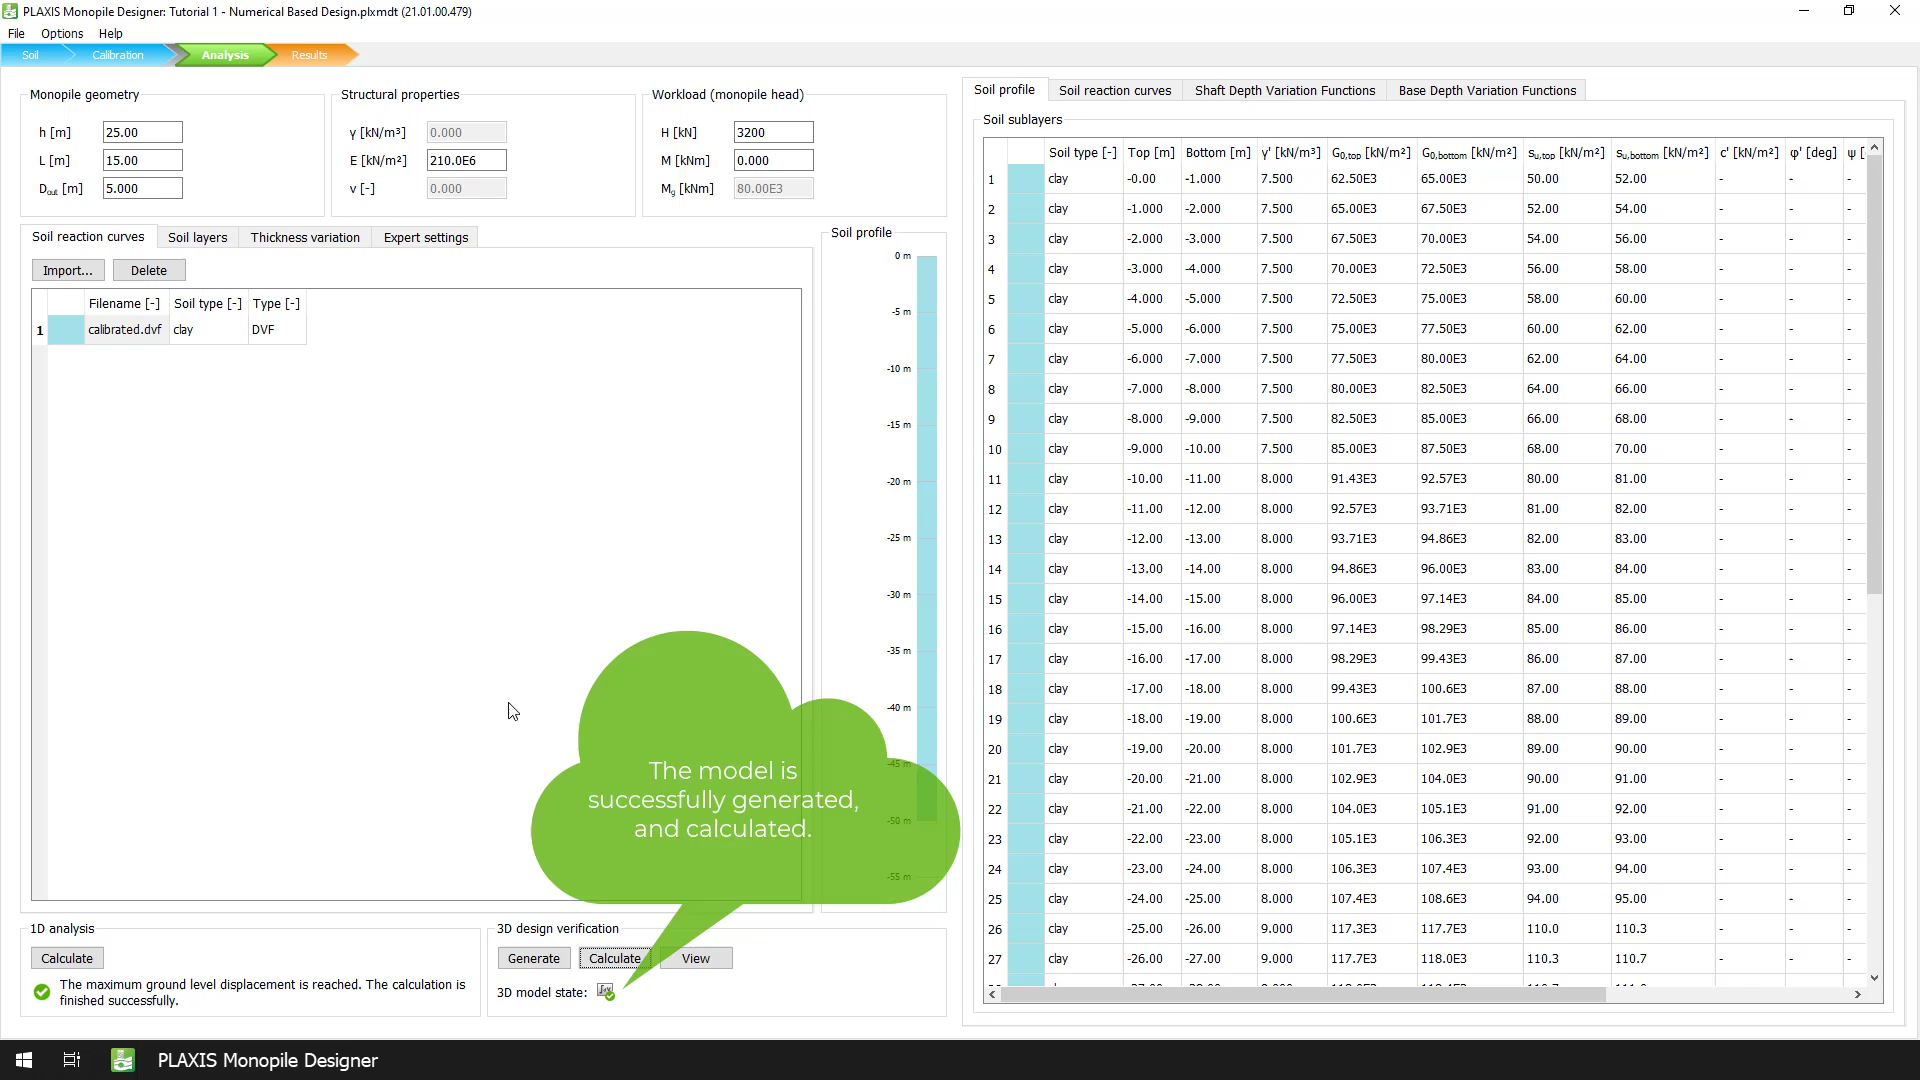 PLAXIS Monopile Designer: Tutorial 1 - Numerical Based Design.plxmdt (21.01.00.479)
File Options Help
Soil Calibration Analysis Results
Monopile geometry
h [m] 25.00
L [m] 15.00
Dout [m] 5.000
Structural properties
γ [kN/m³] 0.000
E [kN/m²] 210.0E6
ν [-] 0.000
Workload (monopile head)
H [kN] 3200
M [kNm] 0.000
Mg [kNm] 80.00E3
Soil reaction curves Soil layers Thickness variation Expert settings
Import... Delete
Filename [-] Soil type [-] Type [-]
1 calibrated.dvf clay DVF
Soil profile
0 m
-5 m
-10 m
-15 m
-20 m
-25 m
-30 m
-35 m
-40 m
-45 m
-50 m
-55 m
The model is
successfully generated,
and calculated.
1D analysis
Calculate
The maximum ground level displacement is reached. The calculation is
finished successfully.
3D design verification
Generate Calculate View
3D model state:
Soil profile Soil reaction curves Shaft Depth Variation Functions Base Depth Variation Functions
Soil sublayers
Soil type [-] Top [m] Bottom [m] γ' [kN/m³] G0,top [kN/m²] G0,bottom [kN/m²] su,top [kN/m²] su,bottom [kN/m²] c' [kN/m²] φ' [deg] ψ [
1 clay -0.00 -1.000 7.500 62.50E3 65.00E3 50.00 52.00 - - -
2 clay -1.000 -2.000 7.500 65.00E3 67.50E3 52.00 54.00 - - -
3 clay -2.000 -3.000 7.500 67.50E3 70.00E3 54.00 56.00 - - -
4 clay -3.000 -4.000 7.500 70.00E3 72.50E3 56.00 58.00 - - -
5 clay -4.000 -5.000 7.500 72.50E3 75.00E3 58.00 60.00 - - -
6 clay -5.000 -6.000 7.500 75.00E3 77.50E3 60.00 62.00 - - -
7 clay -6.000 -7.000 7.500 77.50E3 80.00E3 62.00 64.00 - - -
8 clay -7.000 -8.000 7.500 80.00E3 82.50E3 64.00 66.00 - - -
9 clay -8.000 -9.000 7.500 82.50E3 85.00E3 66.00 68.00 - - -
10 clay -9.000 -10.00 7.500 85.00E3 87.50E3 68.00 70.00 - - -
11 clay -10.00 -11.00 8.000 91.43E3 92.57E3 80.00 81.00 - - -
12 clay -11.00 -12.00 8.000 92.57E3 93.71E3 81.00 82.00 - - -
13 clay -12.00 -13.00 8.000 93.71E3 94.86E3 82.00 83.00 - - -
14 clay -13.00 -14.00 8.000 94.86E3 96.00E3 83.00 84.00 - - -
15 clay -14.00 -15.00 8.000 96.00E3 97.14E3 84.00 85.00 - - -
16 clay -15.00 -16.00 8.000 97.14E3 98.29E3 85.00 86.00 - - -
17 clay -16.00 -17.00 8.000 98.29E3 99.43E3 86.00 87.00 - - -
18 clay -17.00 -18.00 8.000 99.43E3 100.6E3 87.00 88.00 - - -
19 clay -18.00 -19.00 8.000 100.6E3 101.7E3 88.00 89.00 - - -
20 clay -19.00 -20.00 8.000 101.7E3 102.9E3 89.00 90.00 - - -
21 clay -20.00 -21.00 8.000 102.9E3 104.0E3 90.00 91.00 - - -
22 clay -21.00 -22.00 8.000 104.0E3 105.1E3 91.00 92.00 - - -
23 clay -22.00 -23.00 8.000 105.1E3 106.3E3 92.00 93.00 - - -
24 clay -23.00 -24.00 8.000 106.3E3 107.4E3 93.00 94.00 - - -
25 clay -24.00 -25.00 8.000 107.4E3 108.6E3 94.00 95.00 - - -
26 clay -25.00 -26.00 9.000 117.3E3 117.7E3 110.0 110.3 - - -
27 clay -26.00 -27.00 9.000 117.7E3 118.0E3 110.3 110.7 - - -
PLAXIS Monopile Designer